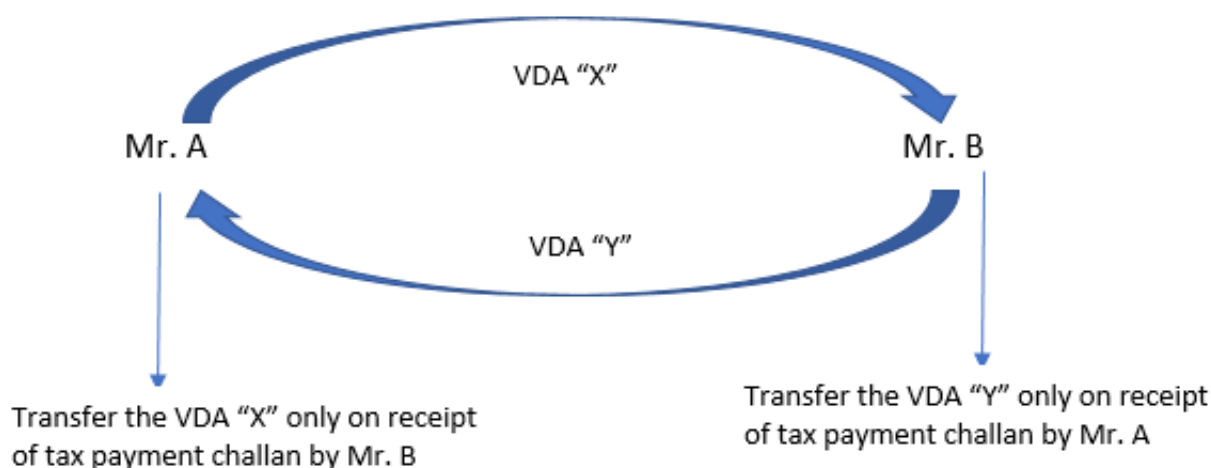 VDA “X”
Mr. A
Mr. B
VDA “Y”
Transfer the VDA “X” only on receipt
of tax payment challan by Mr. B
Transfer the VDA “Y” only on receipt
of tax payment challan by Mr. A